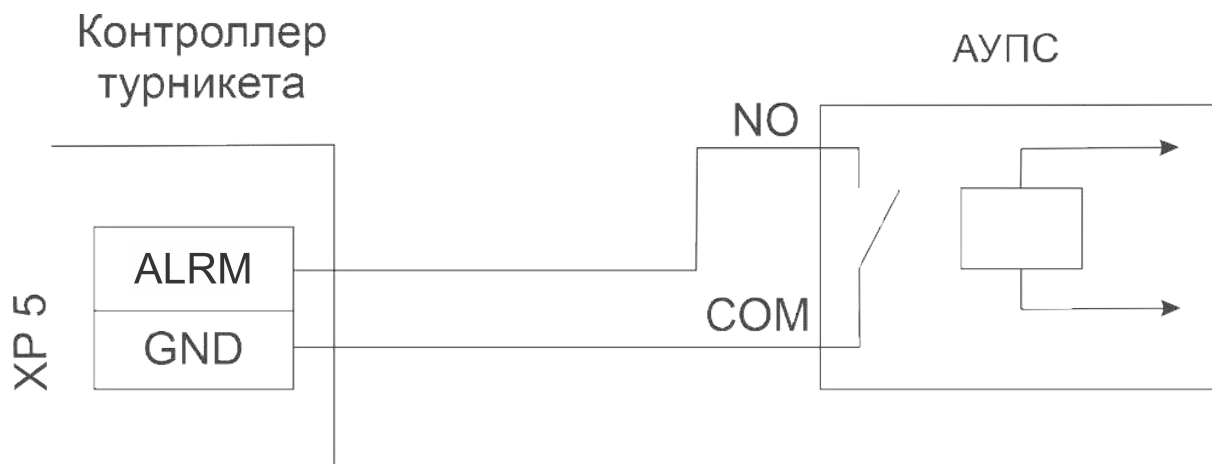 Контроллер
турникета
АУПС
NO
ALRM
COM
GND
XP 5